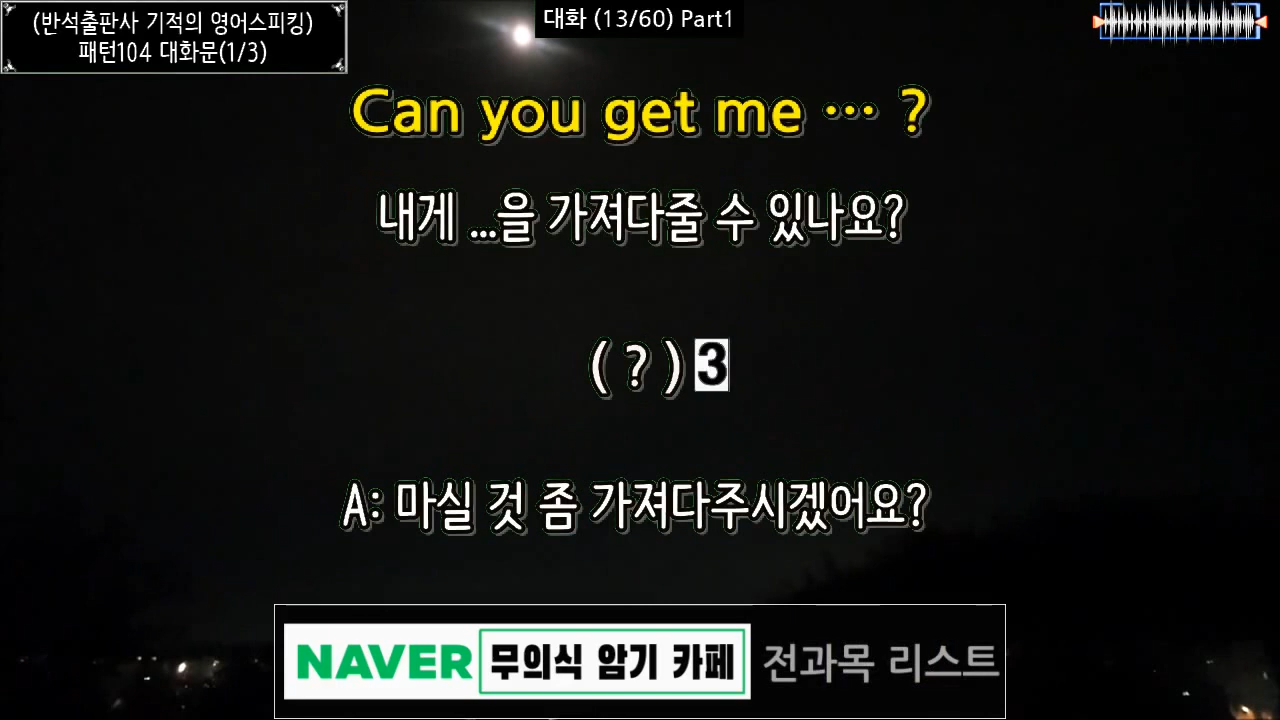 (반석출판사 기적의 영어스피킹)
패턴104 대화문(1/3)
대화 (13/60) Part1
Can you get me … ?
내게 ...을 가져다줄 수 있나요?
( ? ) 3
A: 마실 것 좀 가져다주시겠어요?
NAVER 무의식 암기 카페 전과목 리스트